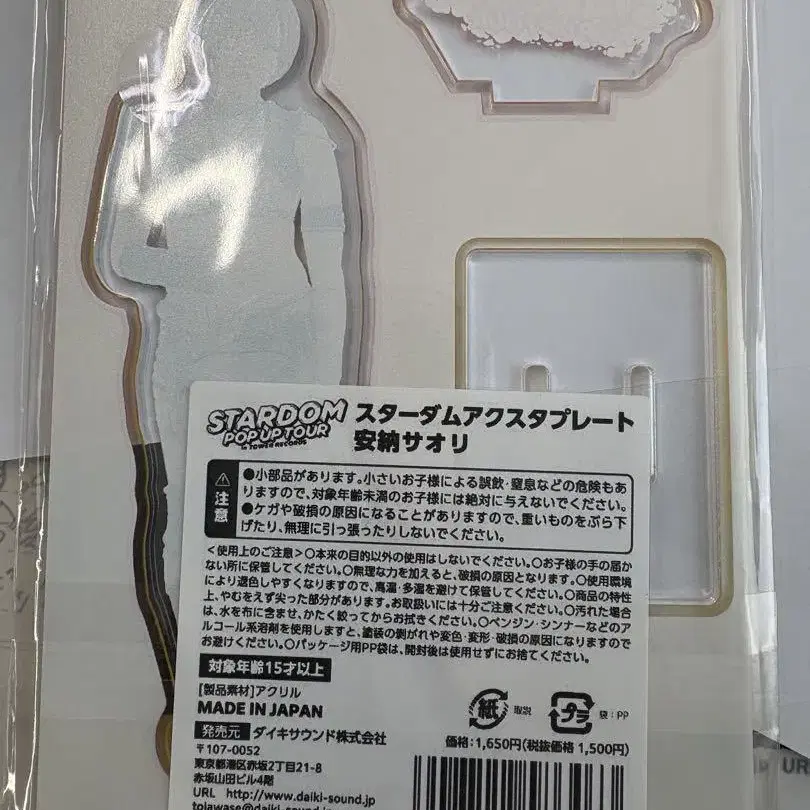 STARDOM
POP UP TOUR
in TOWER RECORDS
スターダムアクスタプレート
安納サオリ
注意
●小部品があります。小さいお子様による誤飲・窒息などの危険もあ
りますので、対象年齢未満のお子様には絶対に与えないでください。
●ケガや破損の原因になることがありますので、重いものをぶら下
げたり、無理に引っ張ったりしないでください。
＜使用上のご注意＞○本来の目的以外の使用はしないでください。○お子様の手の届か
ない所に保管してください。○無理な力を加えると、破損の原因となります。○使用環境
により退色しやすくなりますので、高温・多湿を避けて保管してください。○商品の特性
上、やむをえず尖った部分があります。お取扱いには十分ご注意ください。○汚れた場合
は、水を布に含ませ、かたく絞ってからお拭きください。○ベンジン・シンナーなどのア
ルコール系溶剤を使用しますと、塗装の剥がれや変色・変形・破損の原因になりますので
お避けください。○パッケージ用PP袋は、開封後は使用せずにお捨てください。
対象年齢15才以上
[製品素材]アクリル
MADE IN JAPAN
紙 取説
プラ 袋：PP
発売元 ダイキサウンド株式会社
価格：1,650円(税抜価格 1,500円)
〒107-0052
東京都港区赤坂2丁目21-8
赤坂山田ビル4階
URL http://www.daiki-sound.jp
toiawase@daiki-sound.jp
UR